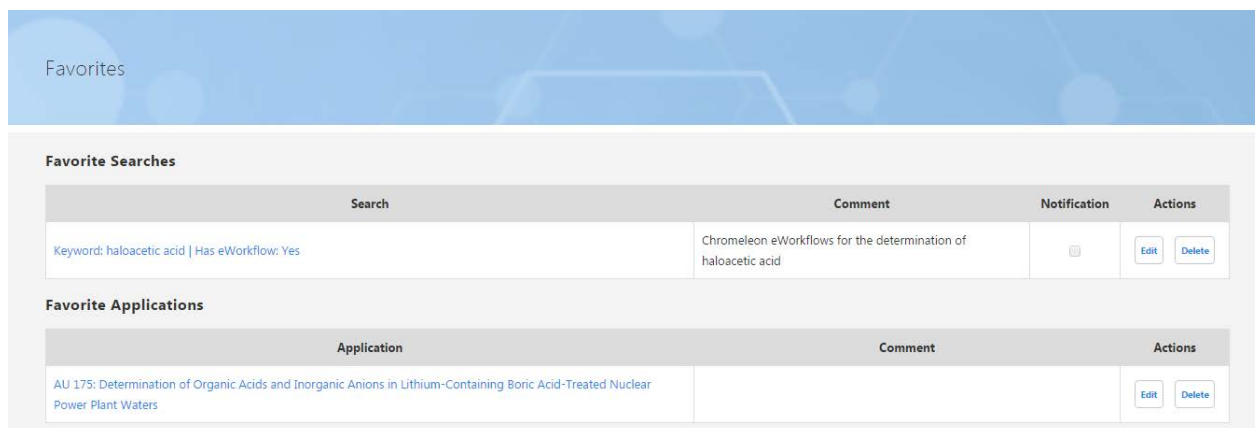 Favorites
Favorite Searches
Search Comment Notification Actions
Keyword: haloacetic acid | Has eWorkflow: Yes
Chromeleon eWorkflows for the determination of
haloacetic acid
Edit Delete
Favorite Applications
Application Comment Actions
AU 175: Determination of Organic Acids and Inorganic Anions in Lithium-Containing Boric Acid-Treated Nuclear
Power Plant Waters
Edit Delete